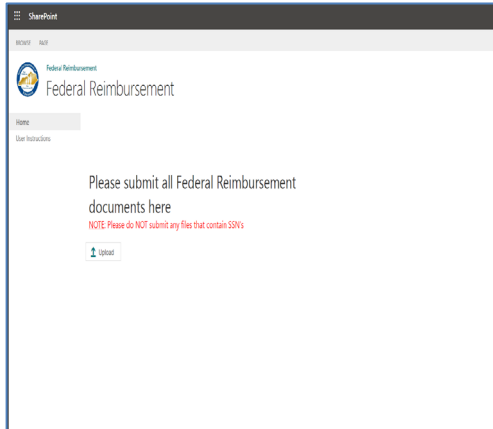 SharePoint
BROWSE PAGE
Federal Reimbursement
Federal Reimbursement
Home
User Instructions
Please submit all Federal Reimbursement
documents here
NOTE: Please do NOT submit any files that contain SSN's
Upload